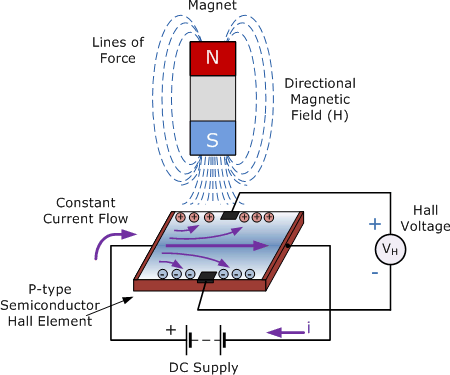 Magnet
Lines of
Force
N
S
Directional
Magnetic
Field (H)
Constant
Current Flow
+ + + + + +
+
Hall
Voltage
VH
-
- - - - - -
P-type
Semiconductor
Hall Element
+
i
DC Supply